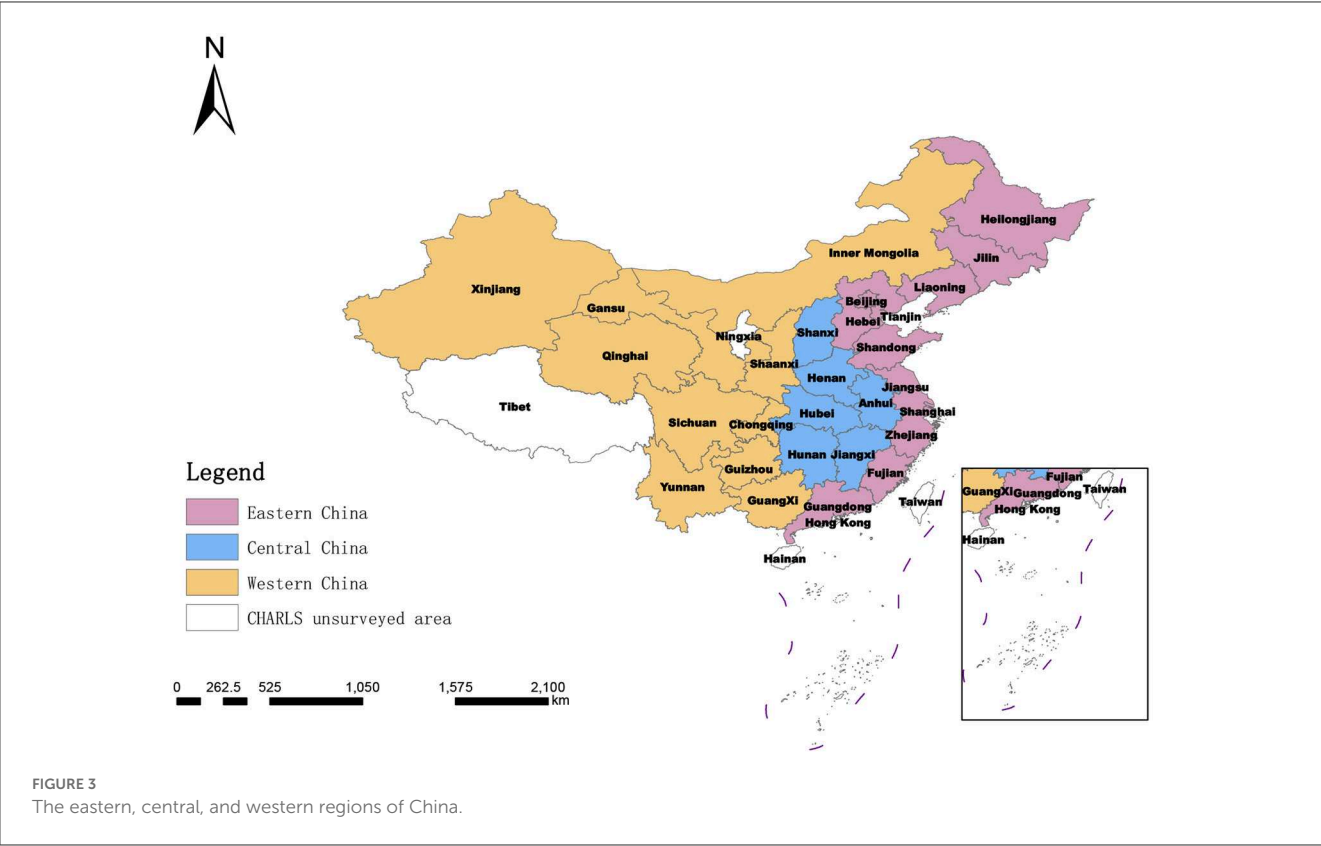 N
Heilongjiang
Jilin
Inner Mongolia
Liaoning
Xinjiang
Beijing
Gansu
Tianjin
Hebei
Ningxia
Shanxi
Shandong
Qinghai
Shaanxi
Henan
Jiangsu
Tibet
Anhui
Shanghai
Hubei
Sichuan
Chongqing
Zhejiang
Hunan
Jiangxi
Guizhou
Fujian
Yunnan
GuangXi
Guangdong
Taiwan
Hong Kong
Hainan
Fujian
GuangXi
Guangdong
Taiwan
Hong Kong
Hainan
Legend
Eastern China
Central China
Western China
CHARLS unsurveyed area
0 262.5 525 1,050 1,575 2,100
km
FIGURE 3
The eastern, central, and western regions of China.